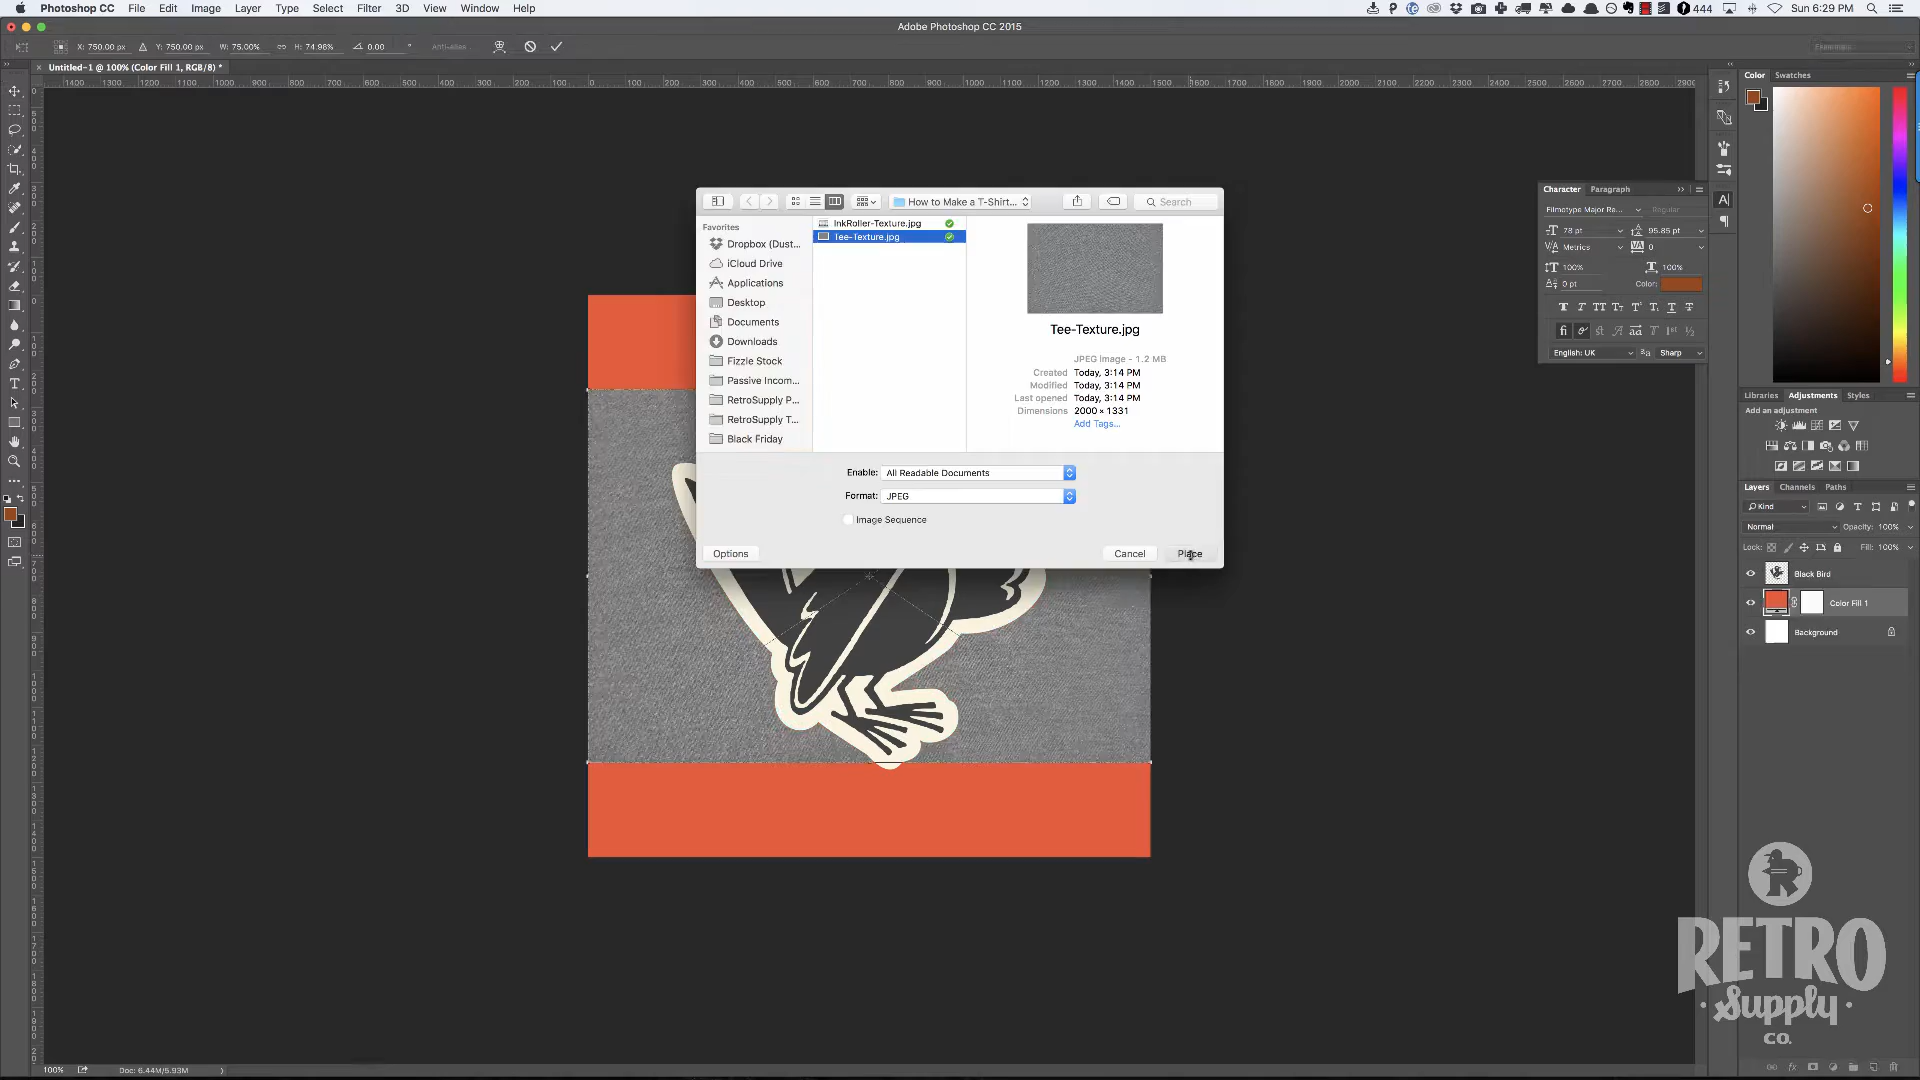 Photoshop CC File Edit Image Layer Type Select Filter 3D View Window Help
444 Sun 6:29 PM
Adobe Photoshop CC 2015
X: 750.00 px Y: 750.00 px W: 75.00% H: 74.98% 0.00 ° Anti-alias
Essentials
× Untitled-1 @ 100% (Color Fill 1, RGB/8) *
Color Swatches
How to Make a T-Shirt...
Search
Favorites
Dropbox (Dust...
iCloud Drive
Applications
Desktop
Documents
Downloads
Fizzle Stock
Passive Incom...
RetroSupply P...
RetroSupply T...
Black Friday
InkRoller-Texture.jpg
Tee-Texture.jpg
Tee-Texture.jpg
JPEG Image - 1.2 MB
Created Today, 3:14 PM
Modified Today, 3:14 PM
Last opened Today, 3:14 PM
Dimensions 2000 × 1331
Add Tags...
Enable: All Readable Documents
Format: JPEG
Image Sequence
Options Cancel Place
Character Paragraph
Filmotype Major Re... Regular
78 pt 95.85 pt
Metrics 0
100% 100%
0 pt Color:
English: UK Sharp
Libraries Adjustments Styles
Add an adjustment
Layers Channels Paths
Kind
Normal Opacity: 100%
Lock: Fill: 100%
Black Bird
Color Fill 1
Background
RETRO
Supply
CO.
100% Doc: 6.44M/5.93M